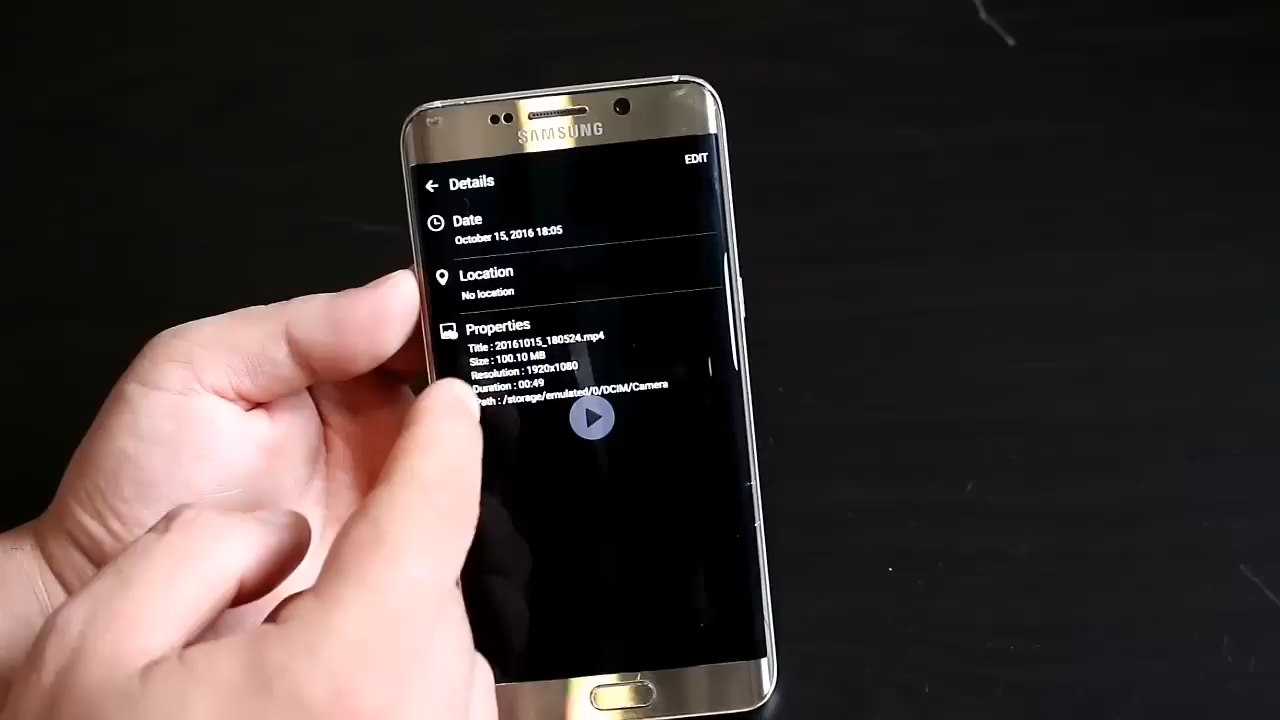 SAMSUNG
EDIT
Details
Date
October 15, 2016 18:05
Location
No location
Properties
Title : 20161015_180524.mp4
Size : 100.10 MB
Resolution : 1920x1080
Duration : 00:49
Path : /storage/emulated/0/DCIM/Camera